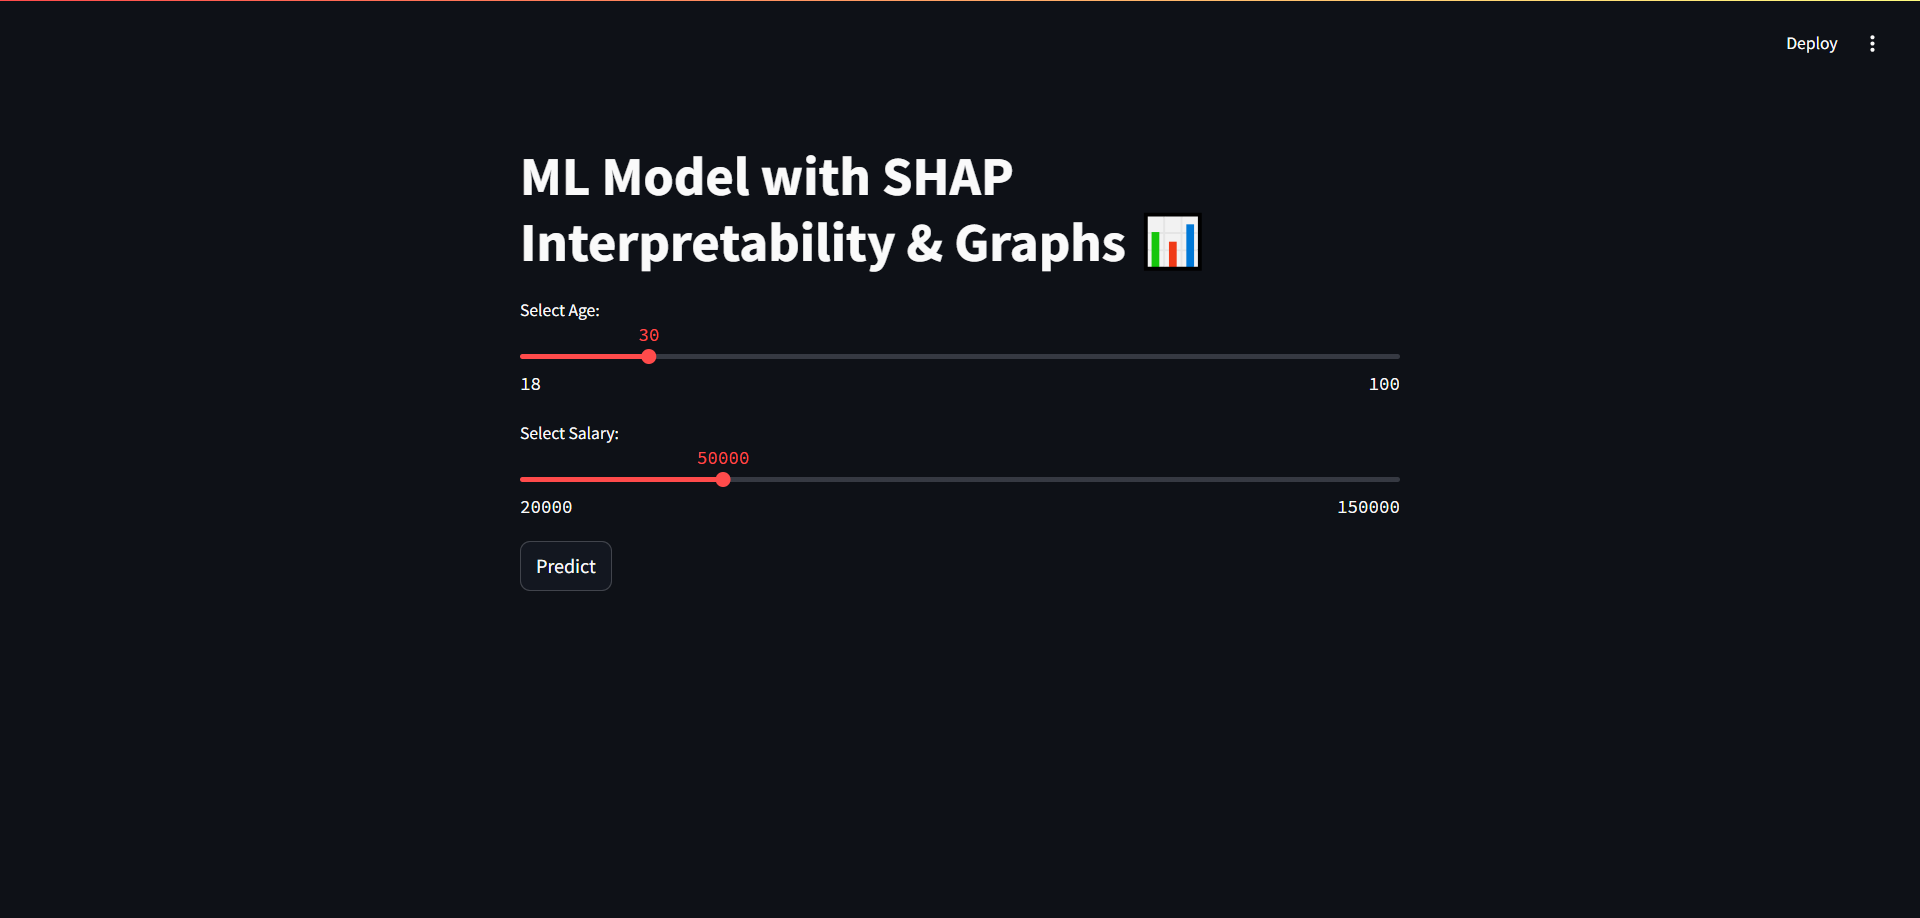 Deploy
ML Model with SHAP
Interpretability & Graphs 📊
Select Age:
30
18 100
Select Salary:
50000
20000 150000
Predict